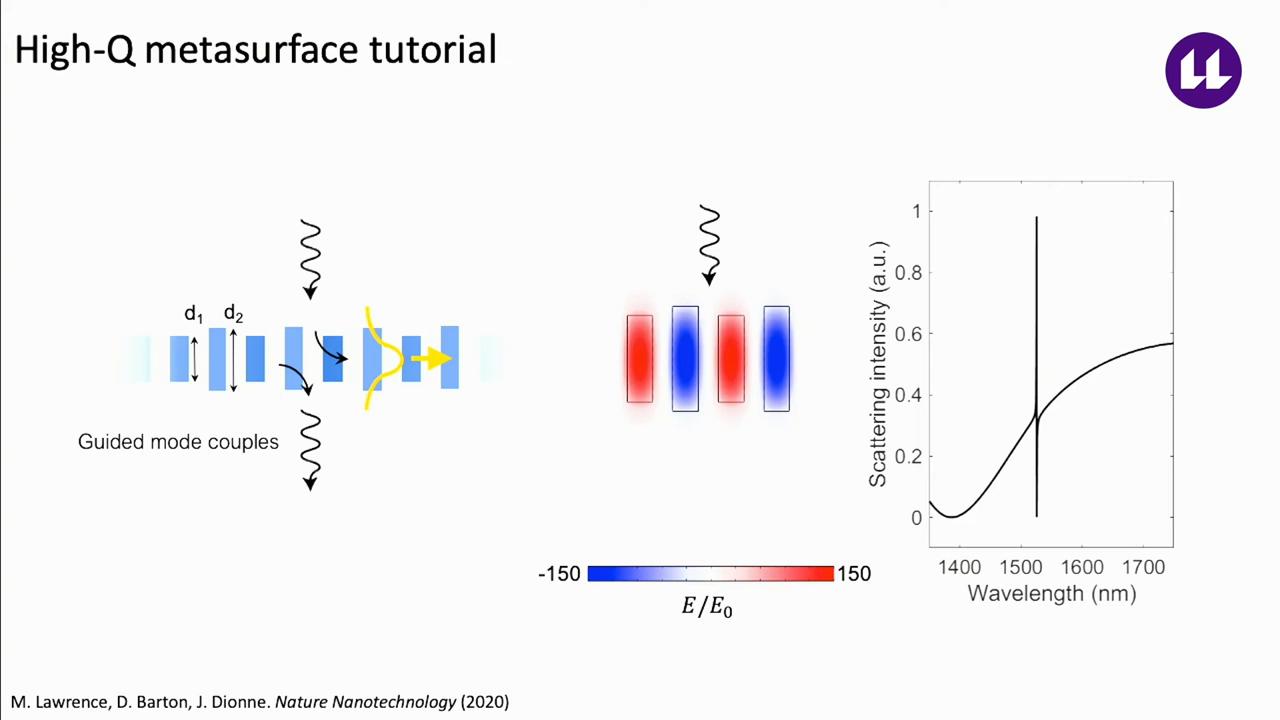 High-Q metasurface tutorial
d₁ d₂
Guided mode couples
-150 150
E/E₀
Scattering intensity (a.u.)
1
0.8
0.6
0.4
0.2
0
1400 1500 1600 1700
Wavelength (nm)
M. Lawrence, D. Barton, J. Dionne. Nature Nanotechnology (2020)